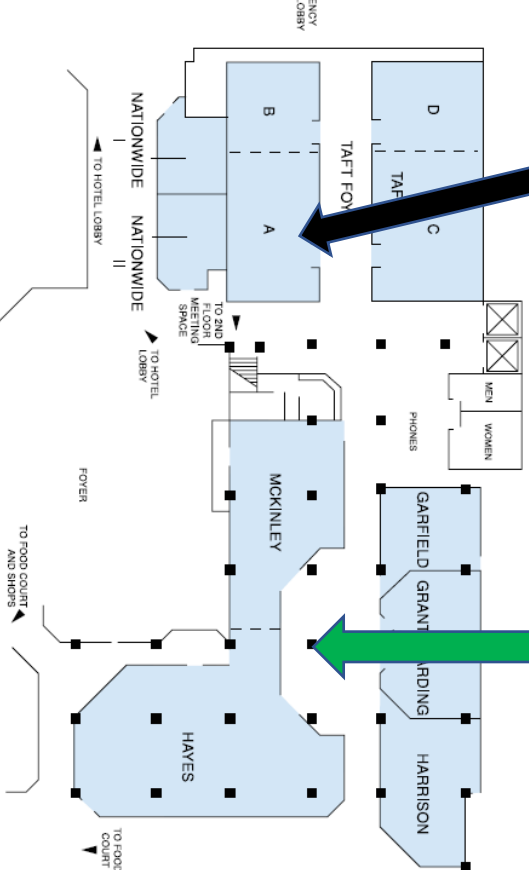 ENCY
LOBBY
B
D
TAFT FOY
TAF
A
C
NATIONWIDE
I
NATIONWIDE
II
TO HOTEL LOBBY
TO 2ND
FLOOR
MEETING
SPACE
TO HOTEL
LOBBY
MEN
WOMEN
PHONES
FOYER
MCKINLEY
GARFIELD
GRANT
ARDING
HARRISON
HAYES
TO FOOD COURT
AND SHOPS
TO FOOD
COURT